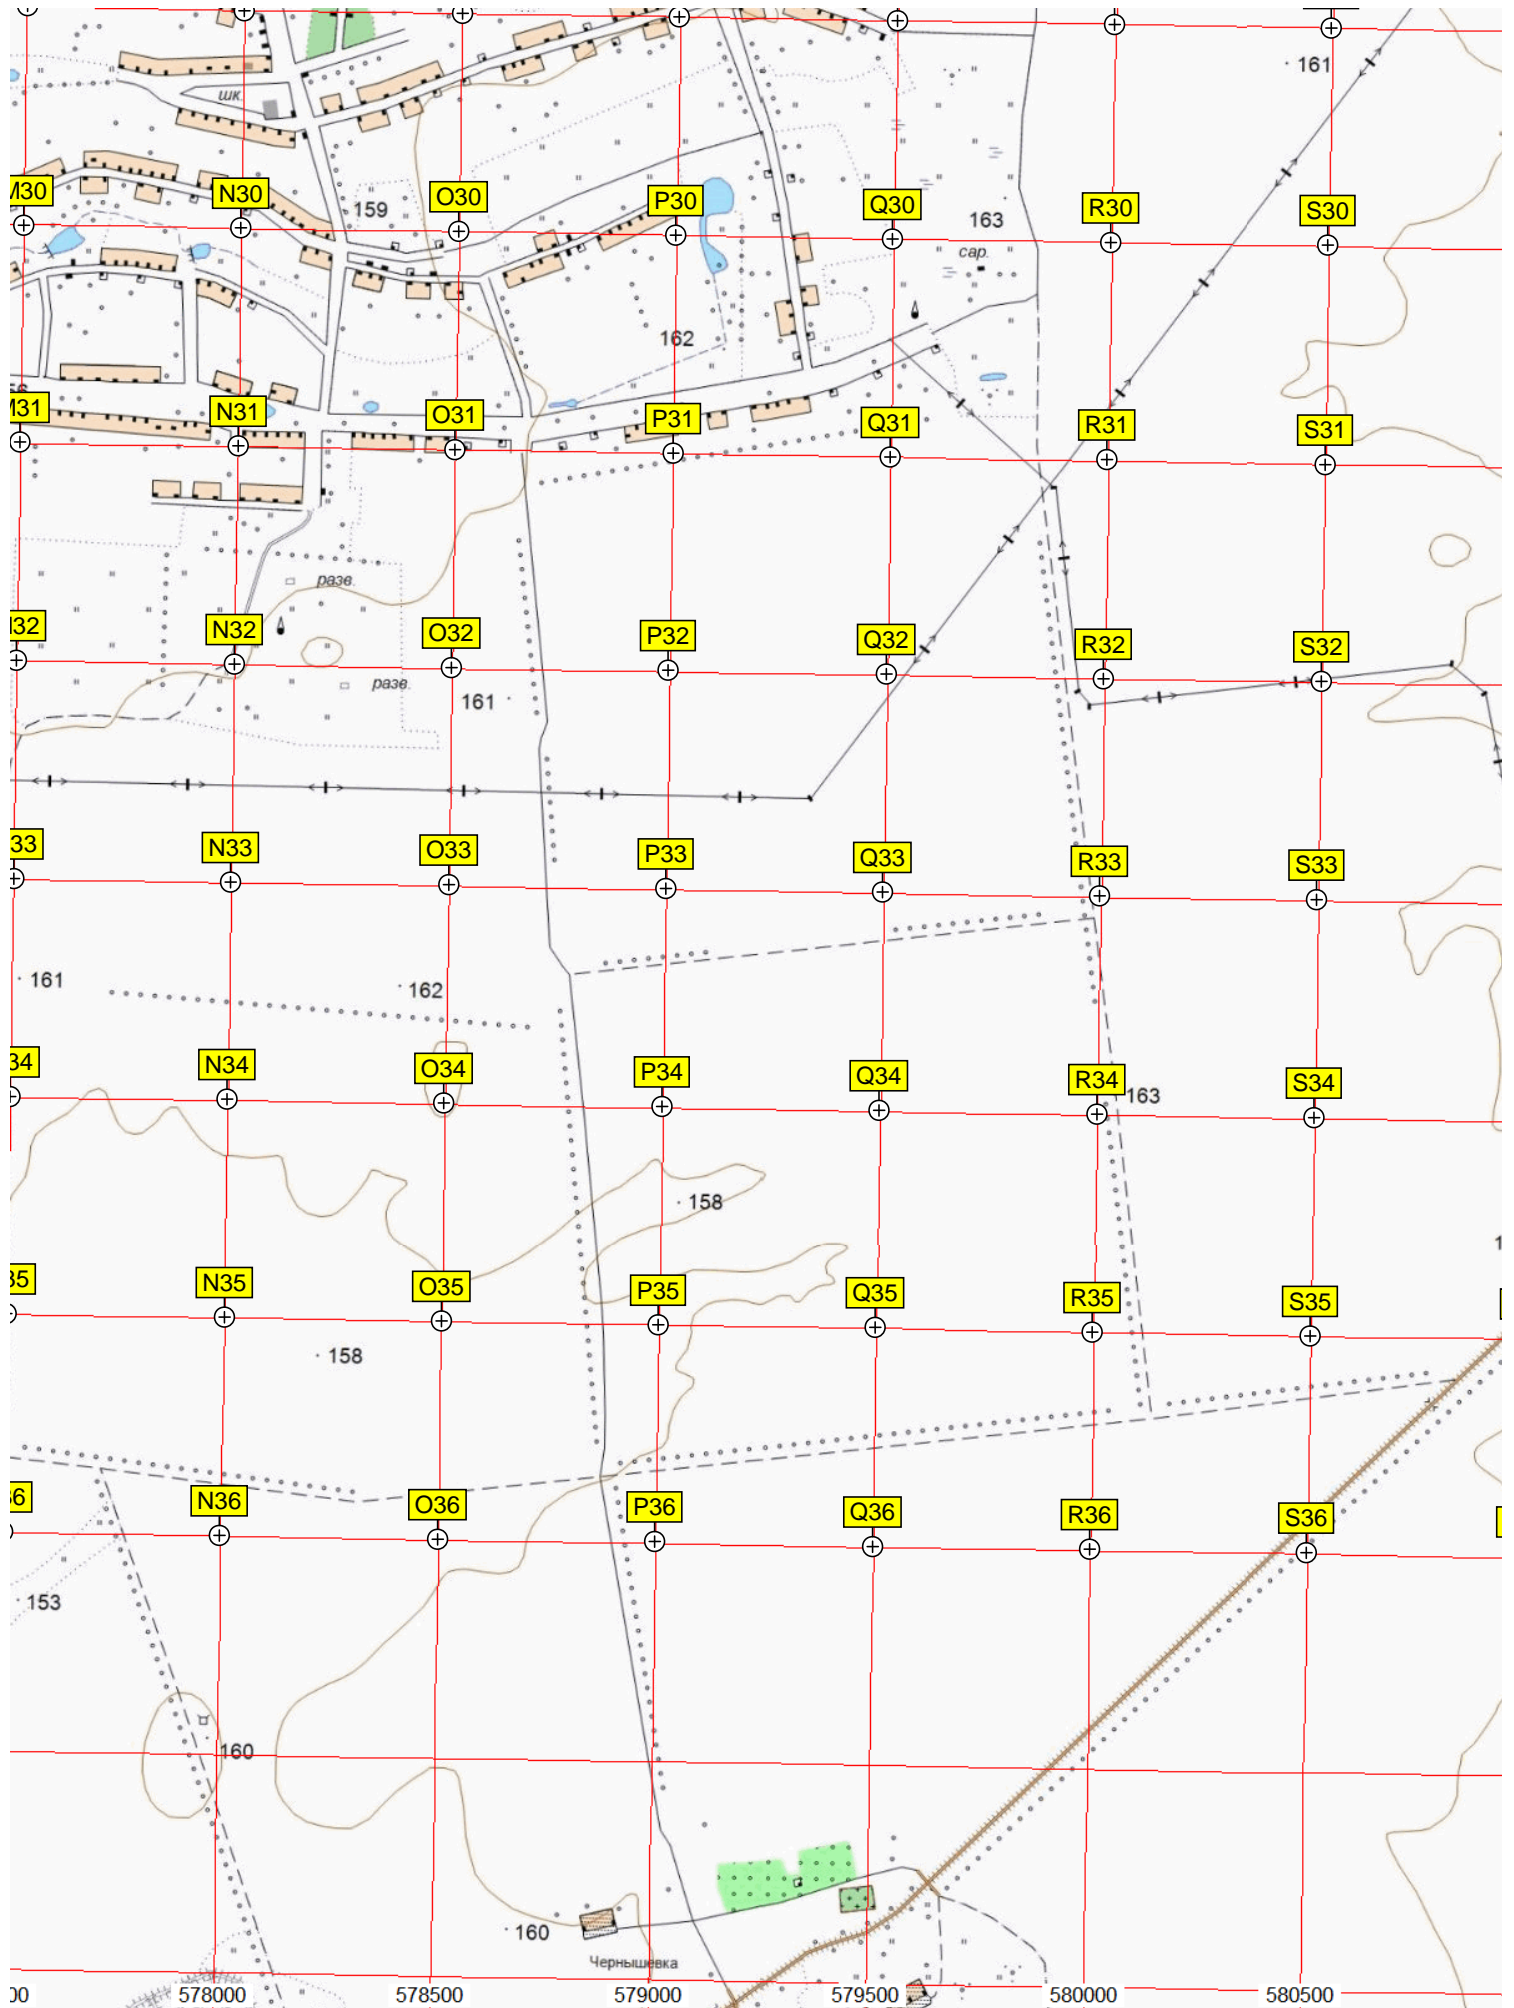 161
шк.
M30 N30 159 O30 P30 Q30 163 R30 S30
сар.
162
56
M31 N31 O31 P31 Q31 R31 S31
разв.
32 N32 O32 P32 Q32 R32 S32
разв.
161
33 N33 O33 P33 Q33 R33 S33
161 162
34 N34 O34 P34 Q34 R34 163 S34
158
35 N35 O35 P35 Q35 R35 S35
158
36 N36 O36 P36 Q36 R36 S36
153
160
160
Чернышевка
00 578000 578500 579000 579500 580000 580500